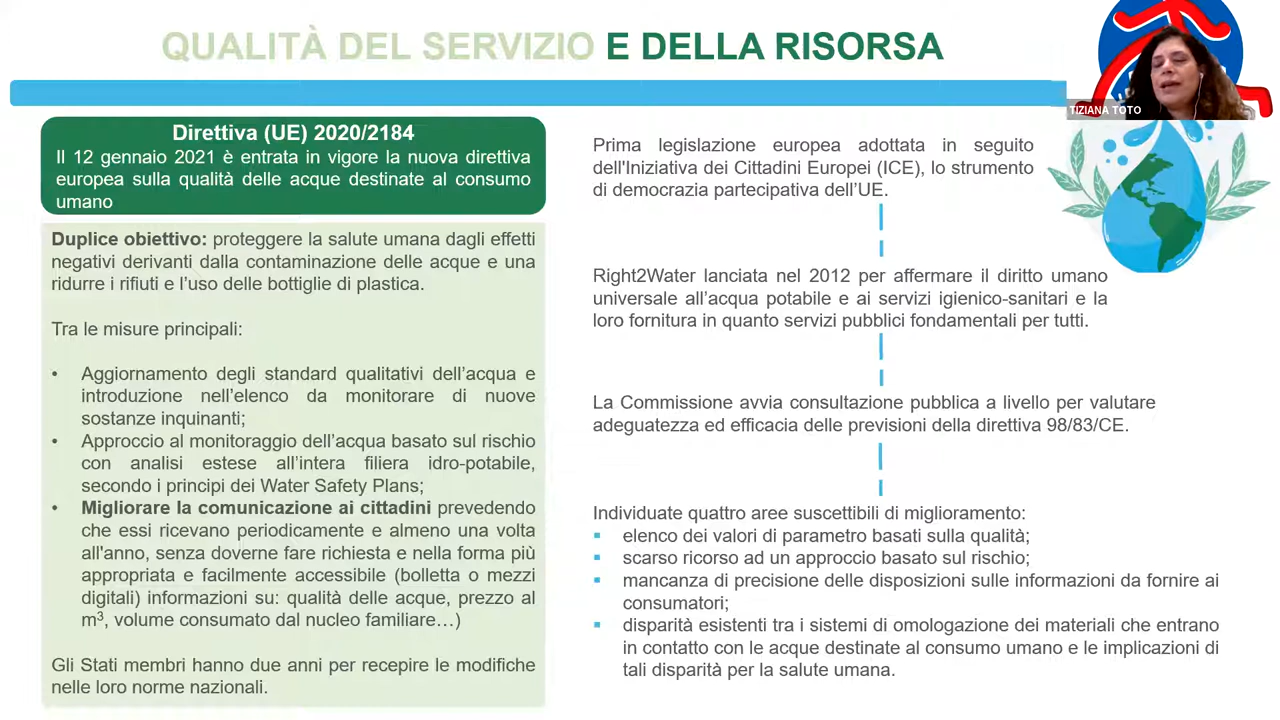 QUALITÀ DEL SERVIZIO E DELLA RISORSA
TIZIANA TOTO
Direttiva (UE) 2020/2184
Il 12 gennaio 2021 è entrata in vigore la nuova direttiva
europea sulla qualità delle acque destinate al consumo
umano
Duplice obiettivo: proteggere la salute umana dagli effetti
negativi derivanti dalla contaminazione delle acque e una
ridurre i rifiuti e l'uso delle bottiglie di plastica.
Tra le misure principali:
• Aggiornamento degli standard qualitativi dell'acqua e
introduzione nell'elenco da monitorare di nuove
sostanze inquinanti;
• Approccio al monitoraggio dell'acqua basato sul rischio
con analisi estese all'intera filiera idro-potabile,
secondo i principi dei Water Safety Plans;
• Migliorare la comunicazione ai cittadini prevedendo
che essi ricevano periodicamente e almeno una volta
all'anno, senza doverne fare richiesta e nella forma più
appropriata e facilmente accessibile (bolletta o mezzi
digitali) informazioni su: qualità delle acque, prezzo al
m³, volume consumato dal nucleo familiare…)
Gli Stati membri hanno due anni per recepire le modifiche
nelle loro norme nazionali.
Prima legislazione europea adottata in seguito
dell'Iniziativa dei Cittadini Europei (ICE), lo strumento
di democrazia partecipativa dell'UE.
Right2Water lanciata nel 2012 per affermare il diritto umano
universale all'acqua potabile e ai servizi igienico-sanitari e la
loro fornitura in quanto servizi pubblici fondamentali per tutti.
La Commissione avvia consultazione pubblica a livello per valutare
adeguatezza ed efficacia delle previsioni della direttiva 98/83/CE.
Individuate quattro aree suscettibili di miglioramento:
▪ elenco dei valori di parametro basati sulla qualità;
▪ scarso ricorso ad un approccio basato sul rischio;
▪ mancanza di precisione delle disposizioni sulle informazioni da fornire ai
consumatori;
▪ disparità esistenti tra i sistemi di omologazione dei materiali che entrano
in contatto con le acque destinate al consumo umano e le implicazioni di
tali disparità per la salute umana.